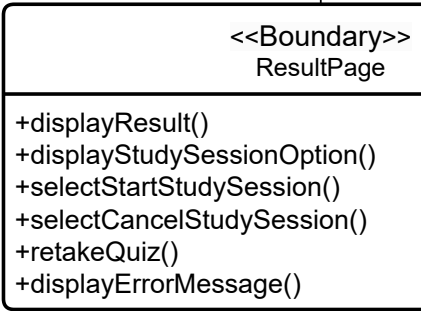 <<Boundary>>
ResultPage
+displayResult()
+displayStudySessionOption()
+selectStartStudySession()
+selectCancelStudySession()
+retakeQuiz()
+displayErrorMessage()